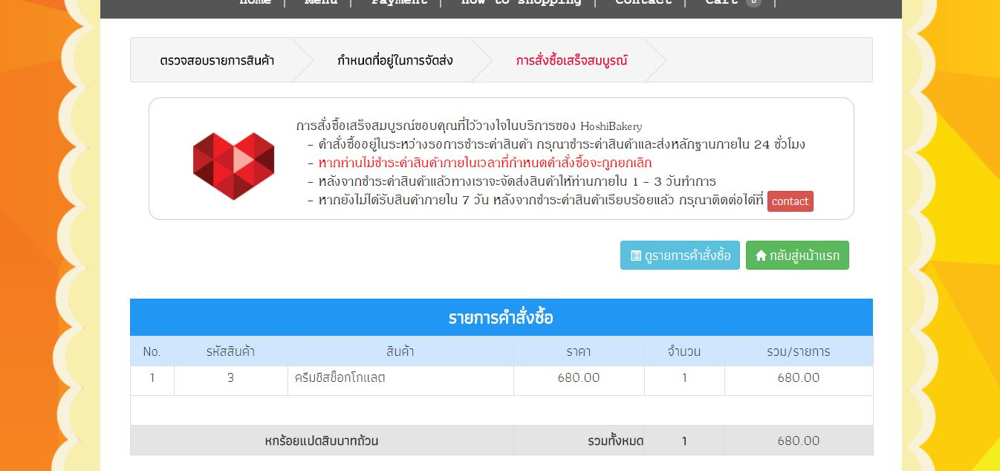 Home | Menu | Payment | How to shopping | Contact | Cart 0 |
ตรวจสอบรายการสินค้า กำหนดที่อยู่ในการจัดส่ง การสั่งซื้อเสร็จสมบูรณ์
การสั่งซื้อเสร็จสมบูรณ์ขอบคุณที่ไว้วางใจในบริการของ HoshiBakery
- คำสั่งซื้ออยู่ในระหว่างรอการชำระค่าสินค้า กรุณาชำระค่าสินค้าและส่งหลักฐานภายใน 24 ชั่วโมง
- หากท่านไม่ชำระค่าสินค้าภายในเวลาที่กำหนดคำสั่งซื้อจะถูกยกเลิก
- หลังจากชำระค่าสินค้าแล้วทางเราจะจัดส่งสินค้าให้ท่านภายใน 1 - 3 วันทำการ
- หากยังไม่ได้รับสินค้าภายใน 7 วัน หลังจากชำระค่าสินค้าเรียบร้อยแล้ว กรุณาติดต่อได้ที่ contact
ดูรายการคำสั่งซื้อ กลับสู่หน้าแรก
รายการคำสั่งซื้อ
No. รหัสสินค้า สินค้า ราคา จำนวน รวม/รายการ
1 3 ครีมชีสช็อกโกแลต 680.00 1 680.00
หกร้อยแปดสิบบาทถ้วน รวมทั้งหมด 1 680.00